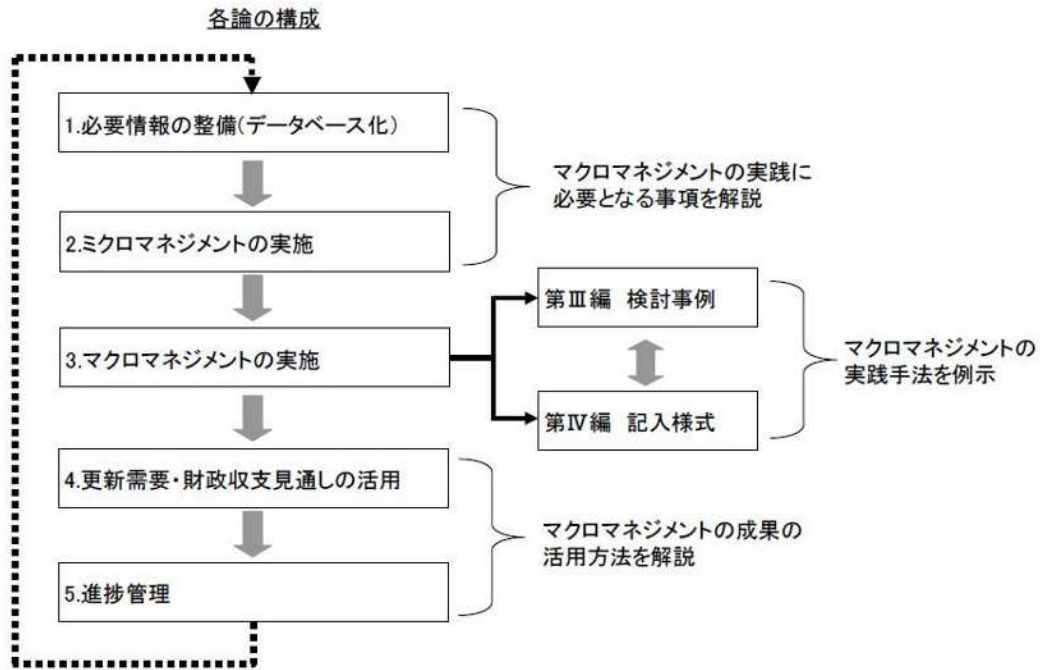 各論の構成
1.必要情報の整備(データベース化)
マクロマネジメントの実践に
必要となる事項を解説
2.ミクロマネジメントの実施
第Ⅲ編 検討事例
3.マクロマネジメントの実施
マクロマネジメントの
実践手法を例示
第Ⅳ編 記入様式
4.更新需要・財政収支見通しの活用
マクロマネジメントの成果の
活用方法を解説
5.進捗管理